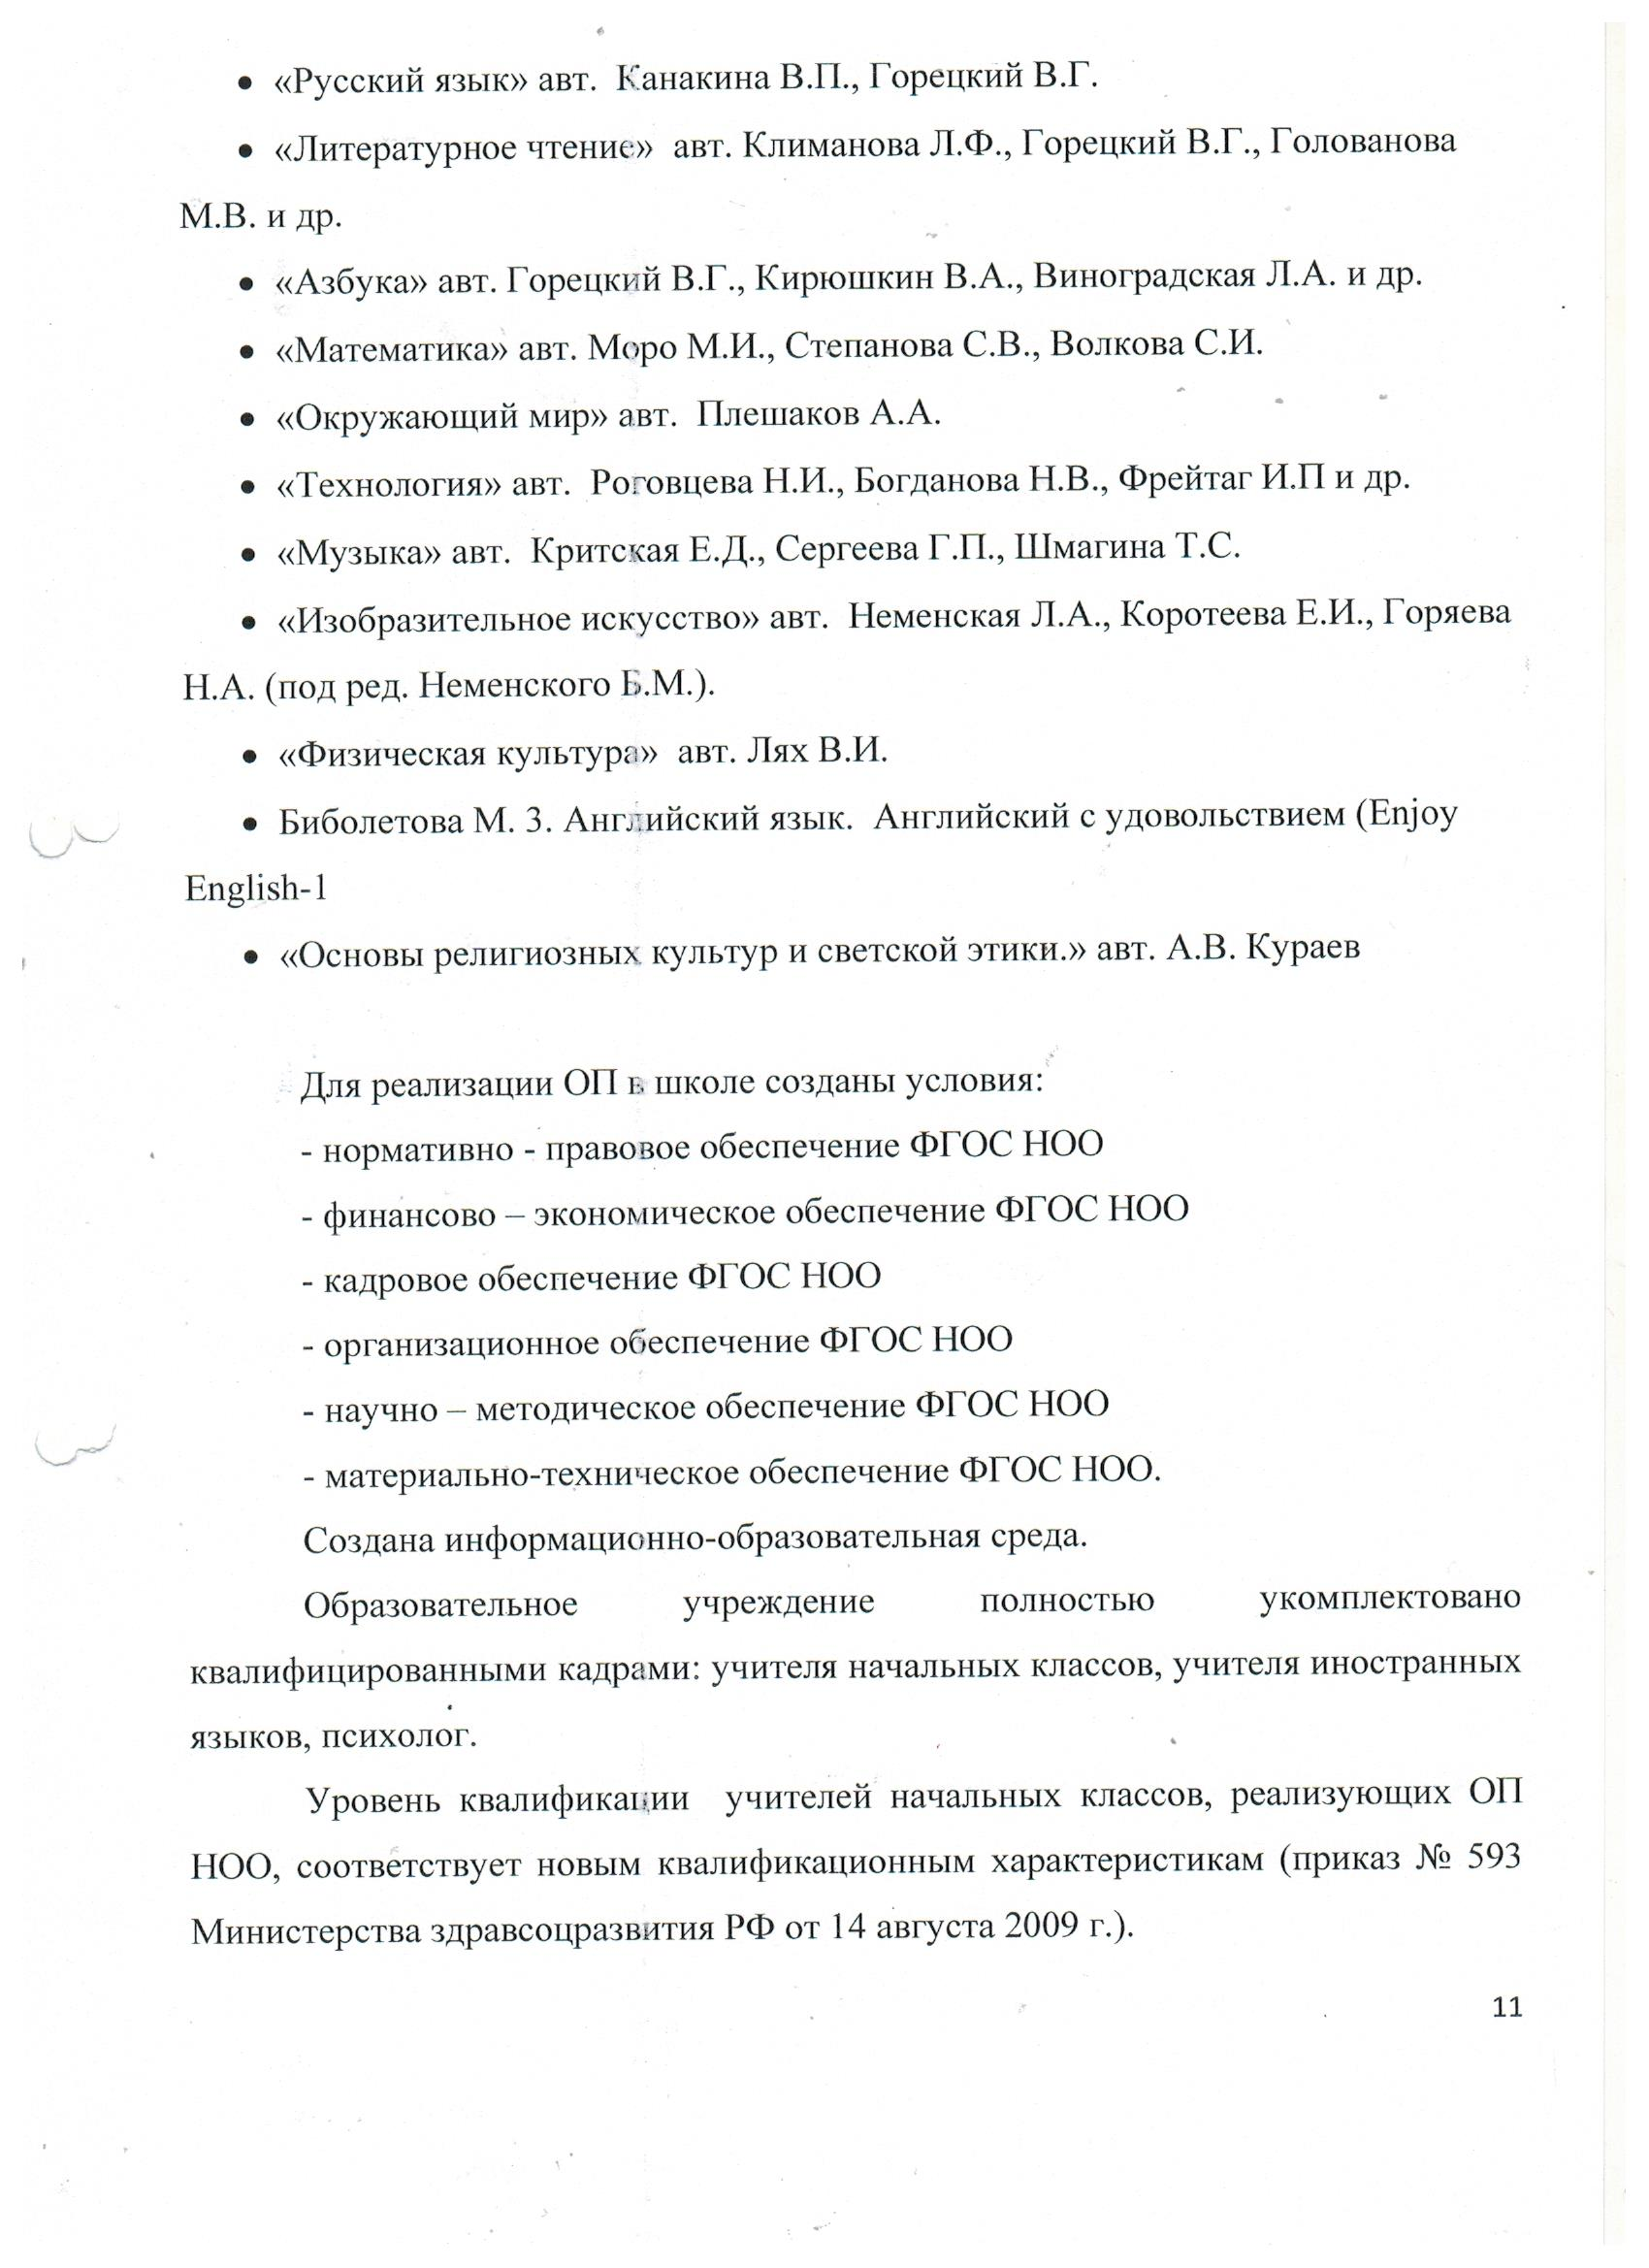 • «Русский язык» авт.  Канакина В.П., Горецкий В.Г.
• «Литературное чтение»  авт. Климанова Л.Ф., Горецкий В.Г., Голованова
М.В. и др.
• «Азбука» авт. Горецкий В.Г., Кирюшкин В.А., Виноградская Л.А. и др.
• «Математика» авт. Моро М.И., Степанова С.В., Волкова С.И.
• «Окружающий мир» авт.  Плешаков А.А.
• «Технология» авт.  Роговцева Н.И., Богданова Н.В., Фрейтаг И.П и др.
• «Музыка» авт.  Критская Е.Д., Сергеева Г.П., Шмагина Т.С.
• «Изобразительное искусство» авт.  Неменская Л.А., Коротеева Е.И., Горяева
Н.А. (под ред. Неменского Б.М.).
• «Физическая культура»  авт. Лях В.И.
• Биболетова М. З. Английский язык.  Английский с удовольствием (Enjoy
English-1
• «Основы религиозных культур и светской этики.» авт. А.В. Кураев
Для реализации ОП в школе созданы условия:
- нормативно - правовое обеспечение ФГОС НОО
- финансово – экономическое обеспечение ФГОС НОО
- кадровое обеспечение ФГОС НОО
- организационное обеспечение ФГОС НОО
- научно – методическое обеспечение ФГОС НОО
- материально-техническое обеспечение ФГОС НОО.
Создана информационно-образовательная среда.
Образовательное учреждение полностью укомплектовано
квалифицированными кадрами: учителя начальных классов, учителя иностранных
языков, психолог.
Уровень квалификации  учителей начальных классов, реализующих ОП
НОО, соответствует новым квалификационным характеристикам (приказ № 593
Министерства здравсоцразвития РФ от 14 августа 2009 г.).
11